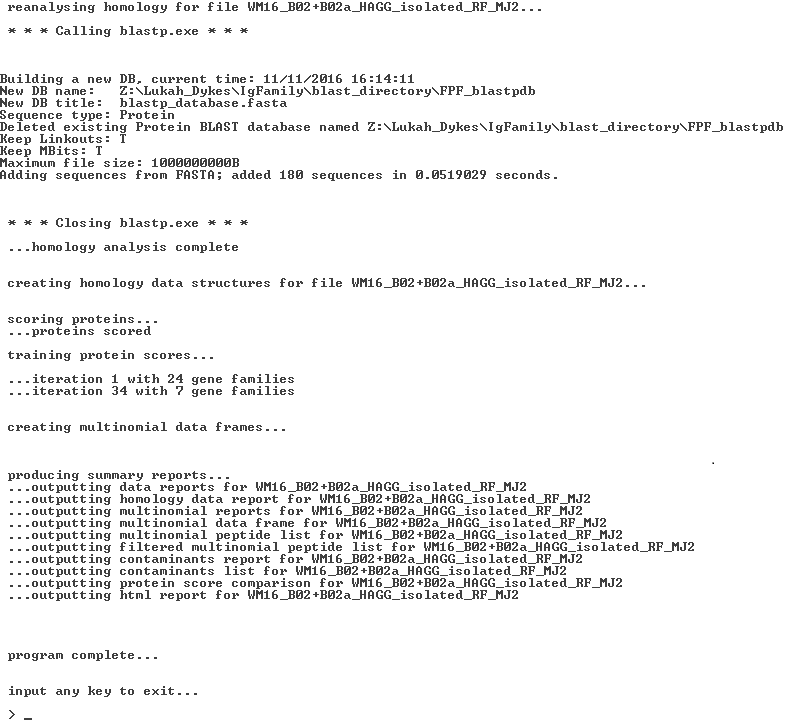 reanalysing homology for file WM16_B02+B02a_HAGG_isolated_RF_MJ2...
* * * Calling blastp.exe * * *
Building a new DB, current time: 11/11/2016 16:14:11
New DB name:   Z:\Lukah_Dykes\IgFamily\blast_directory\FPF_blastpdb
New DB title:  blastp_database.fasta
Sequence type: Protein
Deleted existing Protein BLAST database named Z:\Lukah_Dykes\IgFamily\blast_directory\FPF_blastpdb
Keep Linkouts: T
Keep MBits: T
Maximum file size: 1000000000B
Adding sequences from FASTA; added 180 sequences in 0.0519029 seconds.
* * * Closing blastp.exe * * *
...homology analysis complete
creating homology data structures for file WM16_B02+B02a_HAGG_isolated_RF_MJ2...
scoring proteins...
...proteins scored
training protein scores...
...iteration 1 with 24 gene families
...iteration 34 with 7 gene families
creating multinomial data frames...
producing summary reports...
...outputting data reports for WM16_B02+B02a_HAGG_isolated_RF_MJ2
...outputting homology data report for WM16_B02+B02a_HAGG_isolated_RF_MJ2
...outputting multinomial reports for WM16_B02+B02a_HAGG_isolated_RF_MJ2
...outputting multinomial data frame for WM16_B02+B02a_HAGG_isolated_RF_MJ2
...outputting multinomial peptide list for WM16_B02+B02a_HAGG_isolated_RF_MJ2
...outputting filtered multinomial peptide list for WM16_B02+B02a_HAGG_isolated_RF_MJ2
...outputting contaminants report for WM16_B02+B02a_HAGG_isolated_RF_MJ2
...outputting contaminants list for WM16_B02+B02a_HAGG_isolated_RF_MJ2
...outputting protein score comparison for WM16_B02+B02a_HAGG_isolated_RF_MJ2
...outputting html report for WM16_B02+B02a_HAGG_isolated_RF_MJ2
program complete...
input any key to exit...
> _